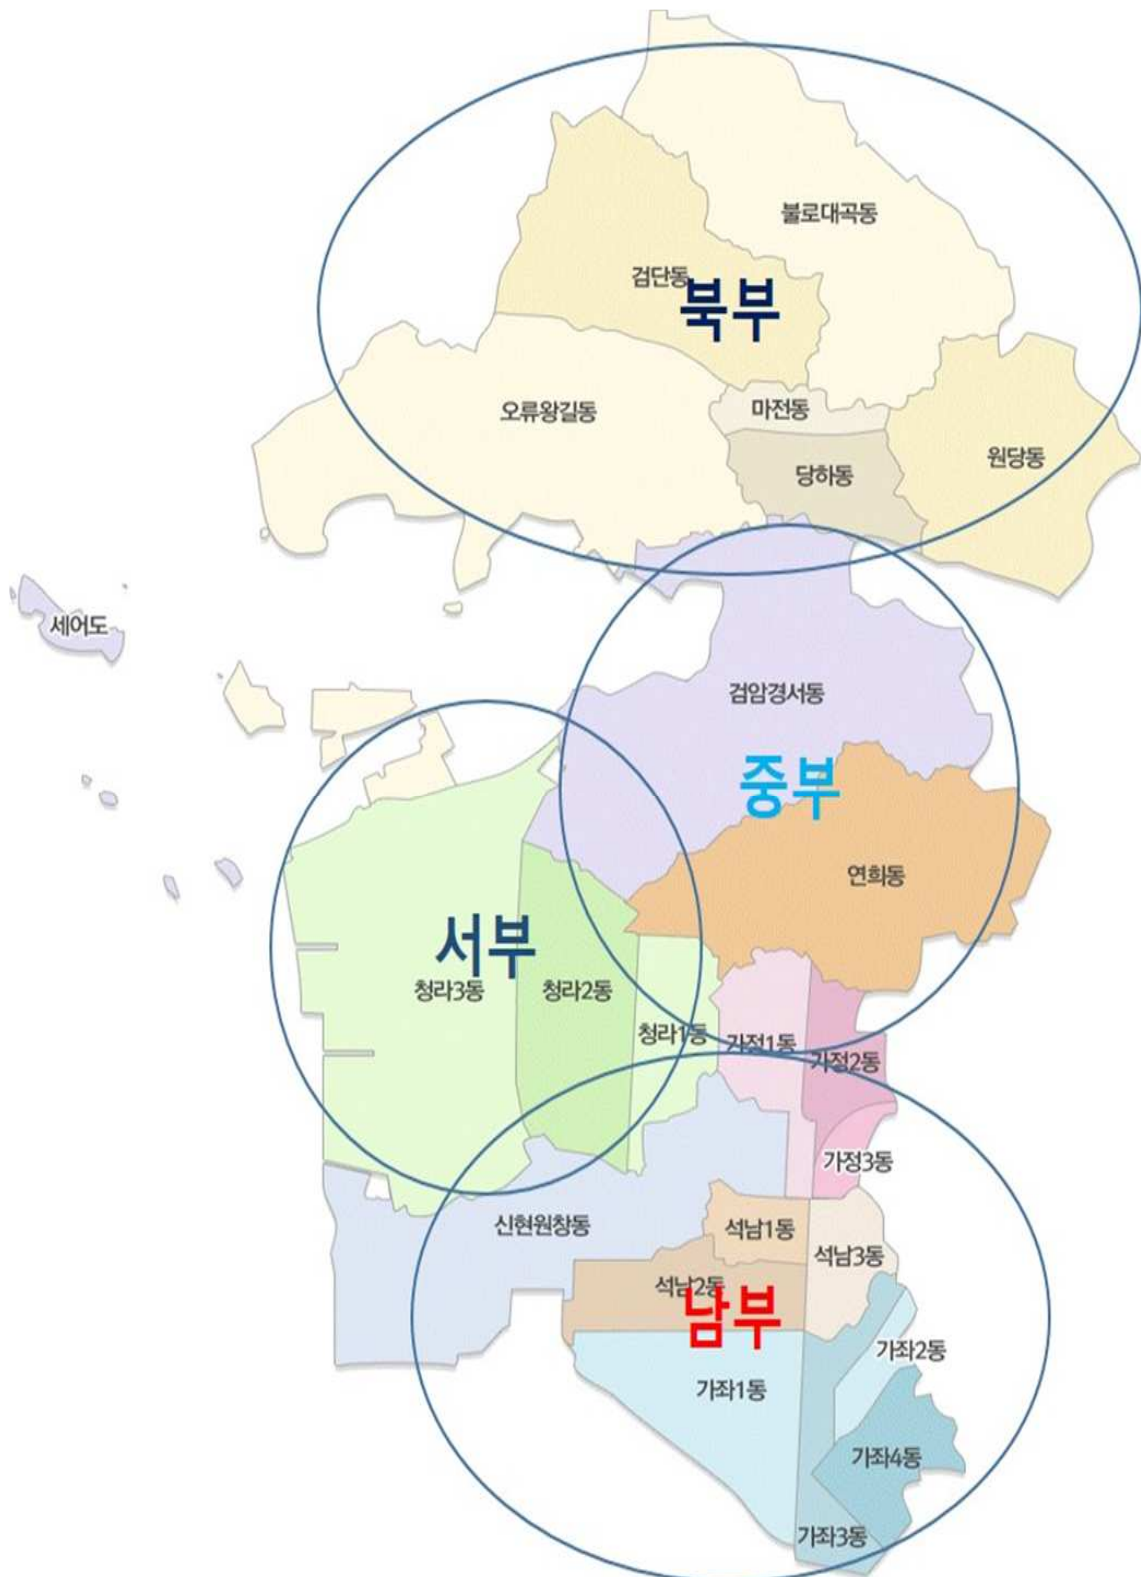 불로대곡동
검단동
북부
오류왕길동
마전동
원당동
당하동
세어도
검암경서동
중부
연희동
서부
청라3동
청라2동
청라1동
가정1동
가정2동
가정3동
신현원창동
석남1동
석남3동
석남2동
남부
가좌2동
가좌1동
가좌4동
가좌3동